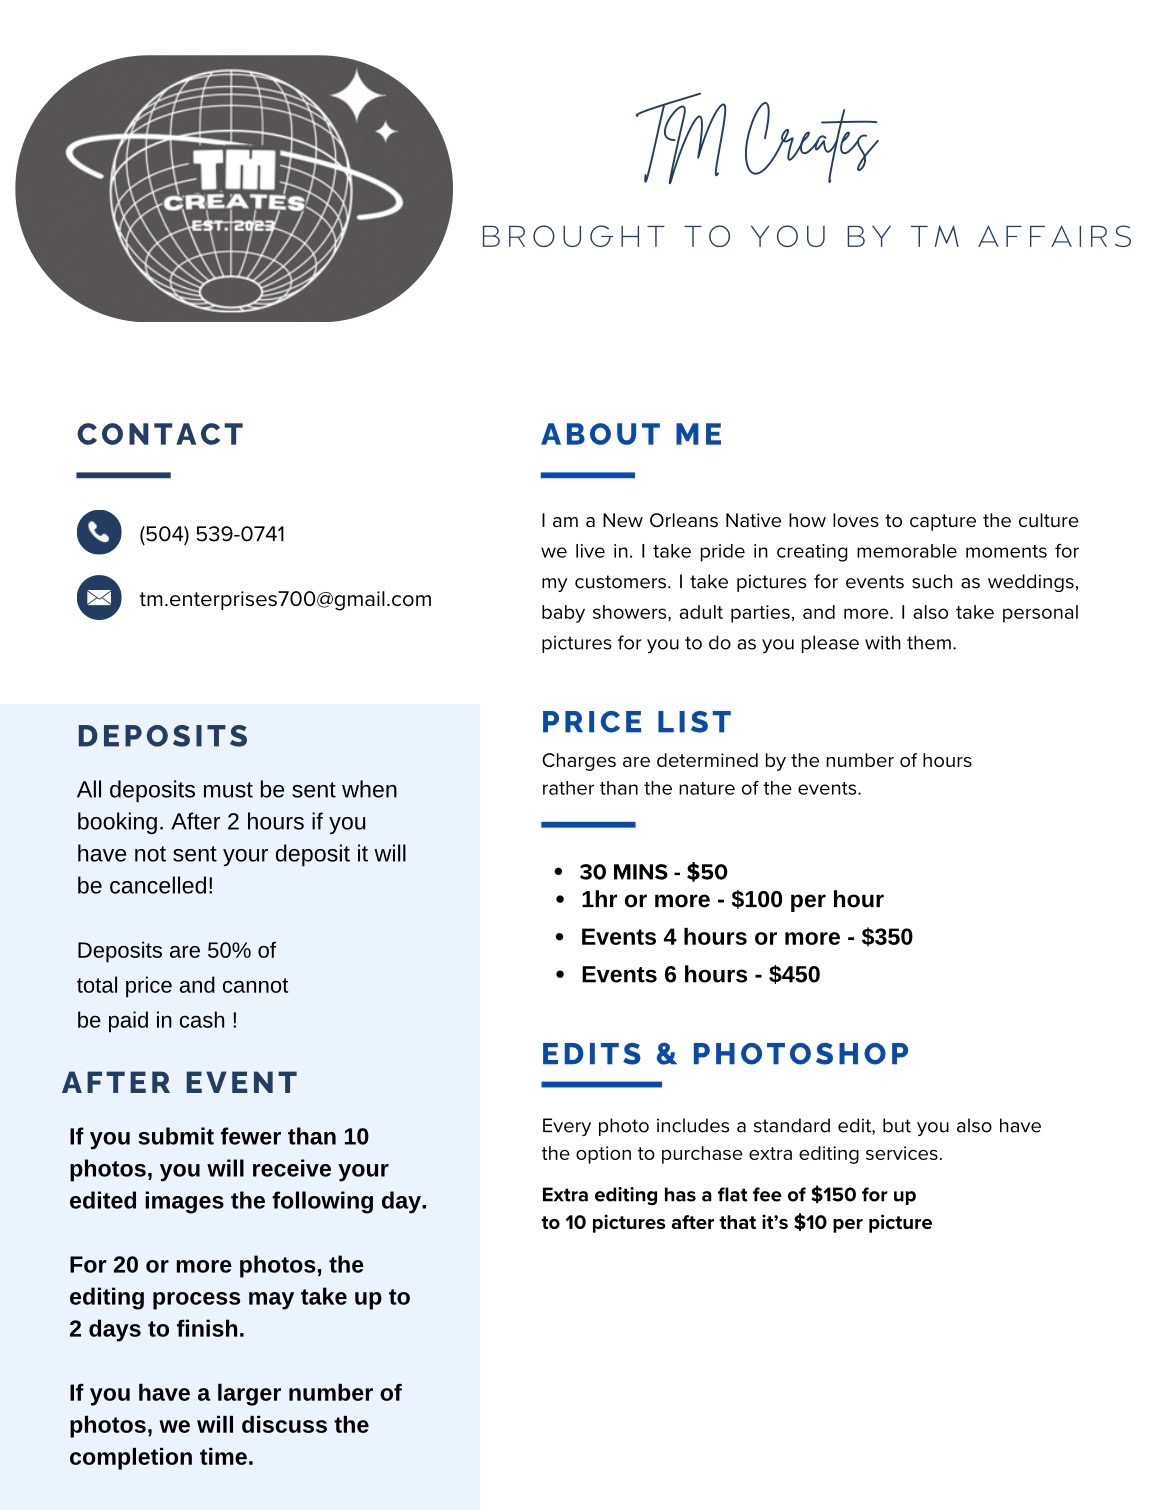 TM
CREATES
EST. 2023
TM Creates
BROUGHT TO YOU BY TM AFFAIRS
CONTACT
(504) 539-0741
tm.enterprises700@gmail.com
DEPOSITS
All deposits must be sent when
booking. After 2 hours if you
have not sent your deposit it will
be cancelled!
Deposits are 50% of
total price and cannot
be paid in cash !
AFTER EVENT
If you submit fewer than 10
photos, you will receive your
edited images the following day.
For 20 or more photos, the
editing process may take up to
2 days to finish.
If you have a larger number of
photos, we will discuss the
completion time.
ABOUT ME
I am a New Orleans Native how loves to capture the culture
we live in. I take pride in creating memorable moments for
my customers. I take pictures for events such as weddings,
baby showers, adult parties, and more. I also take personal
pictures for you to do as you please with them.
PRICE LIST
Charges are determined by the number of hours
rather than the nature of the events.
• 30 MINS - $50
• 1hr or more - $100 per hour
• Events 4 hours or more - $350
• Events 6 hours - $450
EDITS & PHOTOSHOP
Every photo includes a standard edit, but you also have
the option to purchase extra editing services.
Extra editing has a flat fee of $150 for up
to 10 pictures after that it’s $10 per picture